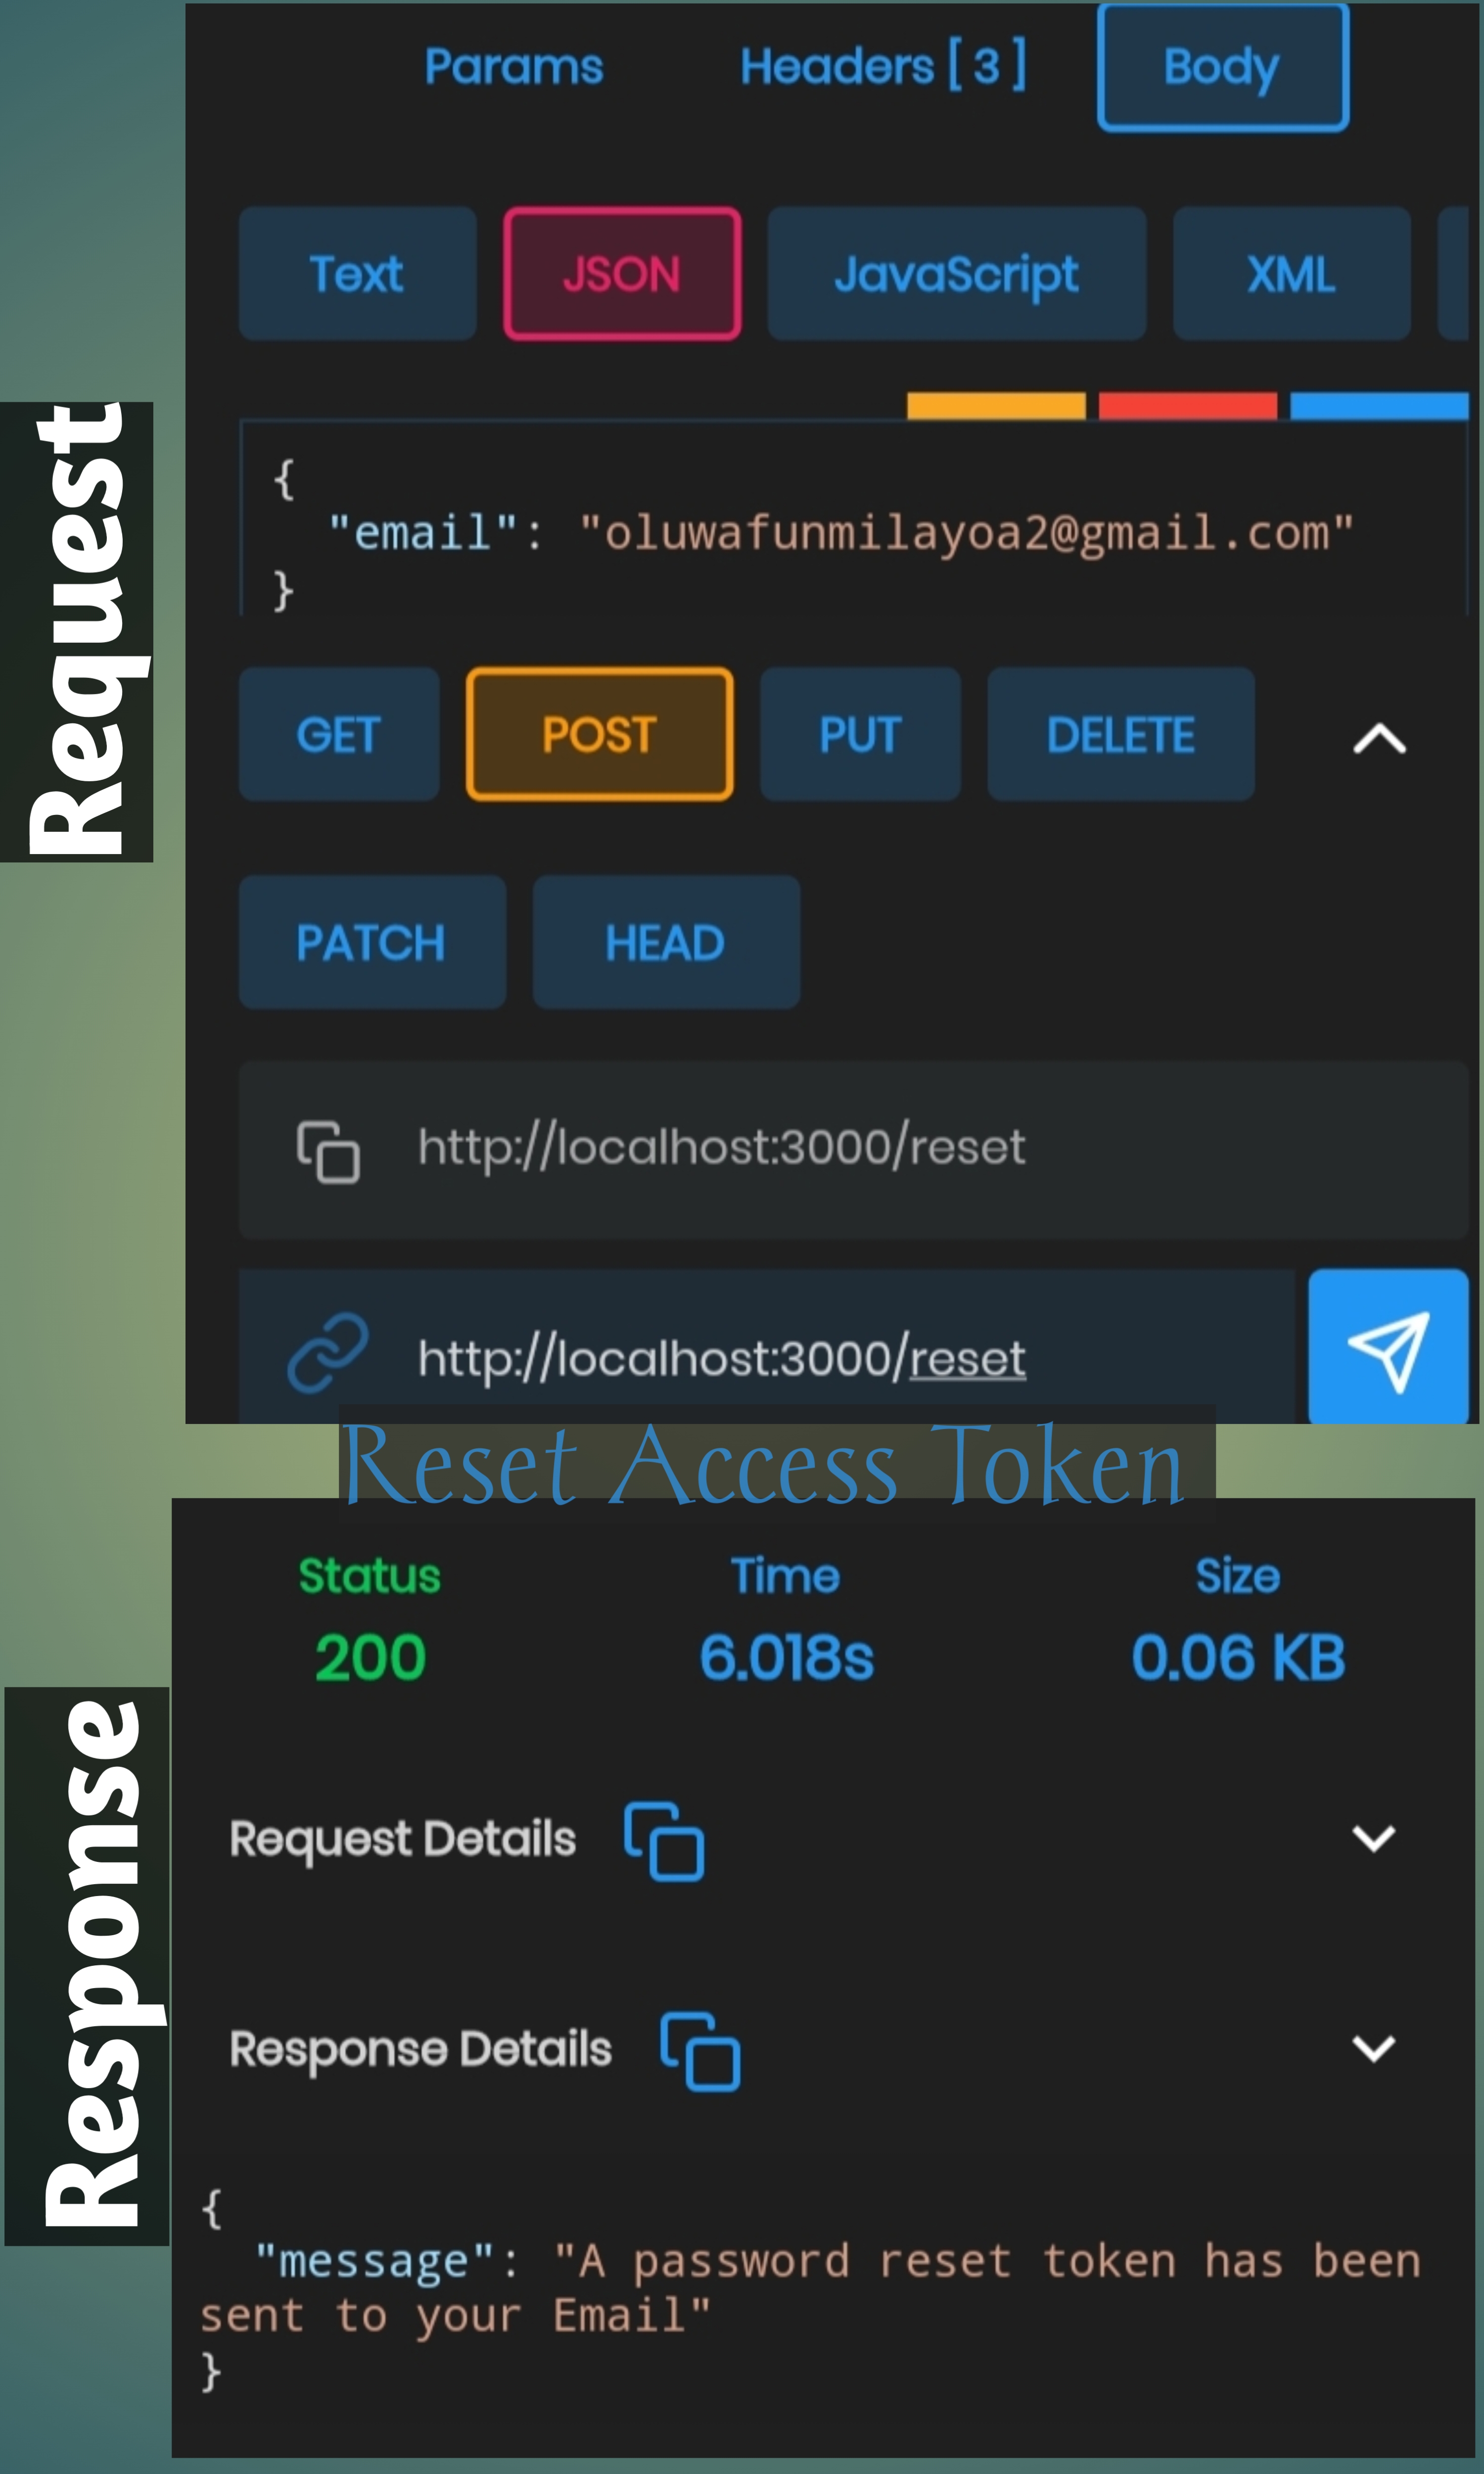 Params Headers [ 3 ] Body
Text JSON JavaScript XML
Request
{
"email": "oluwafunmilayoa2@gmail.com"
}
GET POST PUT DELETE
PATCH HEAD
http://localhost:3000/reset
http://localhost:3000/reset
Reset Access Token
Status Time Size
200 6.018s 0.06 KB
Response
Request Details
Response Details
{
"message": "A password reset token has been
sent to your Email"
}